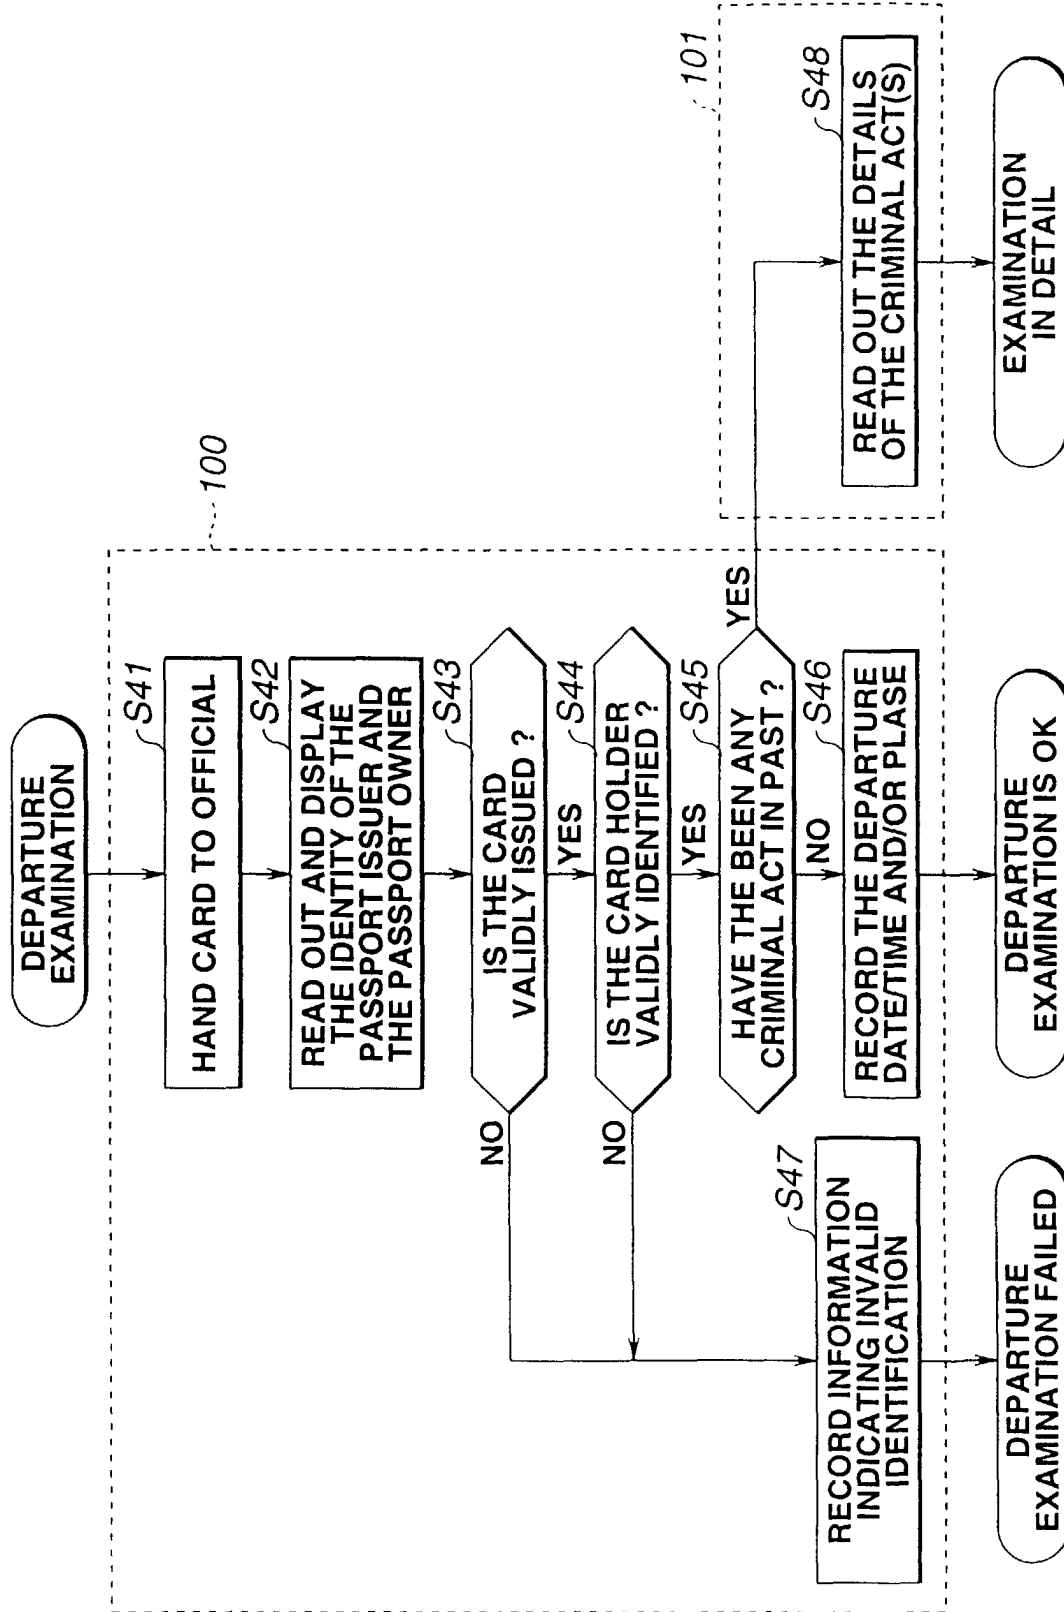 DEPARTURE
EXAMINATION
100
S41
HAND CARD TO OFFICIAL
S42
READ OUT AND DISPLAY
THE IDENTITY OF THE
PASSPORT ISSUER AND
THE PASSPORT OWNER
S43
IS THE CARD
VALIDLY ISSUED ?
NO
YES
S44
IS THE CARD HOLDER
VALIDLY IDENTIFIED ?
NO
YES
S45
HAVE THE BEEN ANY
CRIMINAL ACT IN PAST ?
YES
NO
S46
RECORD THE DEPARTURE
DATE/TIME AND/OR PLASE
S47
RECORD INFORMATION
INDICATING INVALID
IDENTIFICATION
101
S48
READ OUT THE DETAILS
OF THE CRIMINAL ACT(S)
DEPARTURE
EXAMINATION FAILED
DEPARTURE
EXAMINATION IS OK
EXAMINATION
IN DETAIL